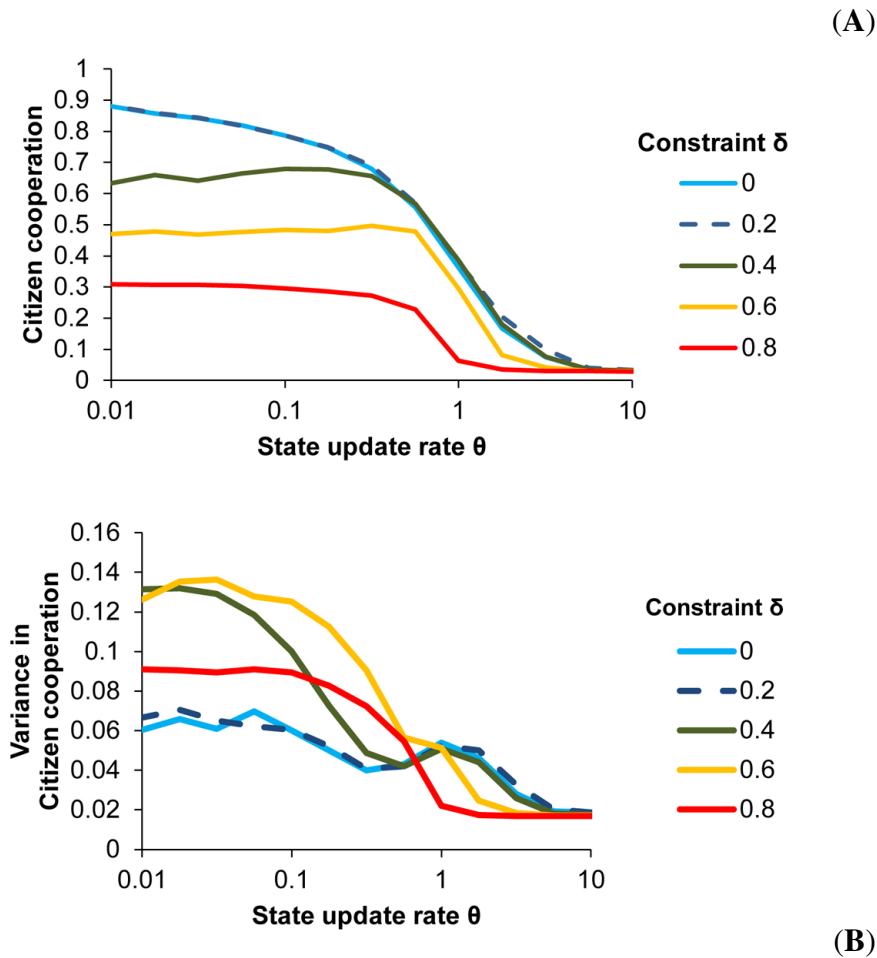 (A)
1
0.9
0.8
0.7
0.6
0.5
0.4
0.3
0.2
0.1
0
Citizen cooperation
0.01 0.1 1 10
State update rate θ
Constraint δ
0
0.2
0.4
0.6
0.8
0.16
0.14
0.12
0.1
0.08
0.06
0.04
0.02
0
Variance in
Citizen cooperation
0.01 0.1 1 10
State update rate θ
Constraint δ
0
0.2
0.4
0.6
0.8
(B)